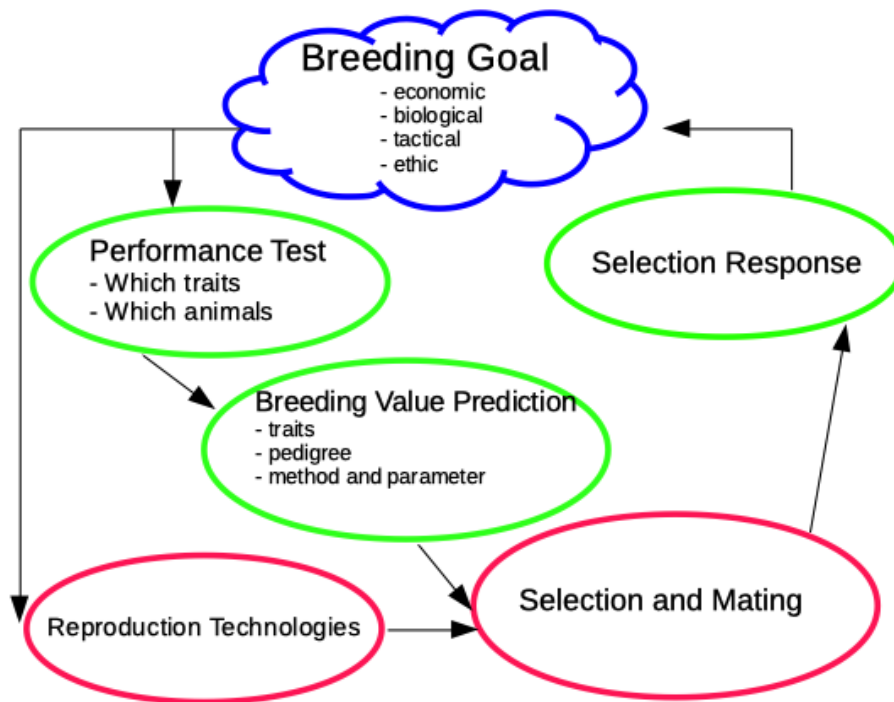 Breeding Goal
- economic
- biological
- tactical
- ethic
Performance Test
- Which traits
- Which animals
Selection Response
Breeding Value Prediction
- traits
- pedigree
- method and parameter
Selection and Mating
Reproduction Technologies